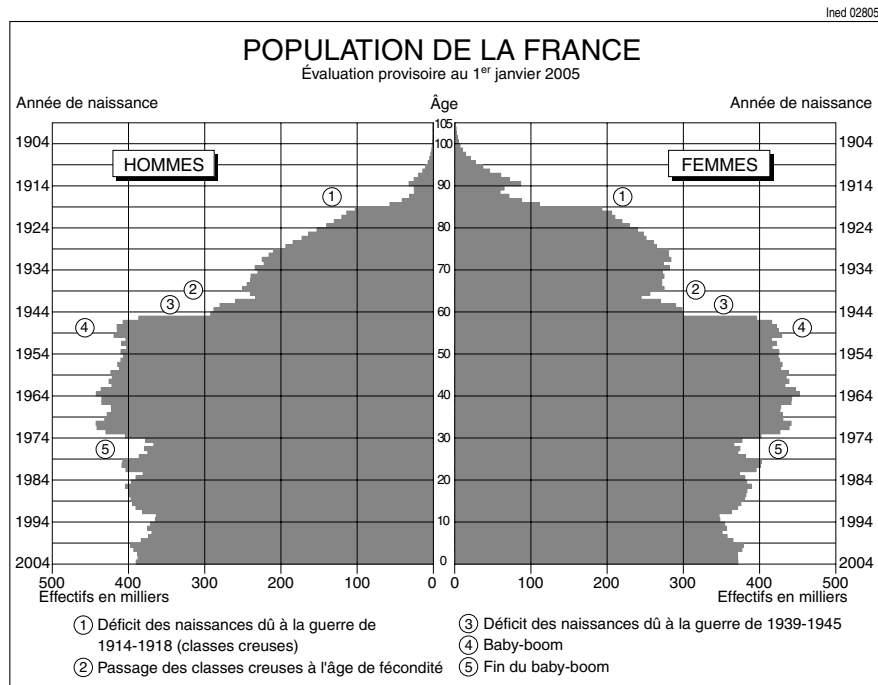 Ined 02805
POPULATION DE LA FRANCE
Évaluation provisoire au 1er janvier 2005
Année de naissance
Âge
Année de naissance
HOMMES
FEMMES
1904
1914
1924
1934
1944
1954
1964
1974
1984
1994
2004
105
100
90
80
70
60
50
40
30
20
10
0
1904
1914
1924
1934
1944
1954
1964
1974
1984
1994
2004
1
2
3
4
5
1
2
3
4
5
500 400 300 200 100 0
0 100 200 300 400 500
Effectifs en milliers
Effectifs en milliers
1 Déficit des naissances dû à la guerre de
1914-1918 (classes creuses)
2 Passage des classes creuses à l'âge de fécondité
3 Déficit des naissances dû à la guerre de 1939-1945
4 Baby-boom
5 Fin du baby-boom